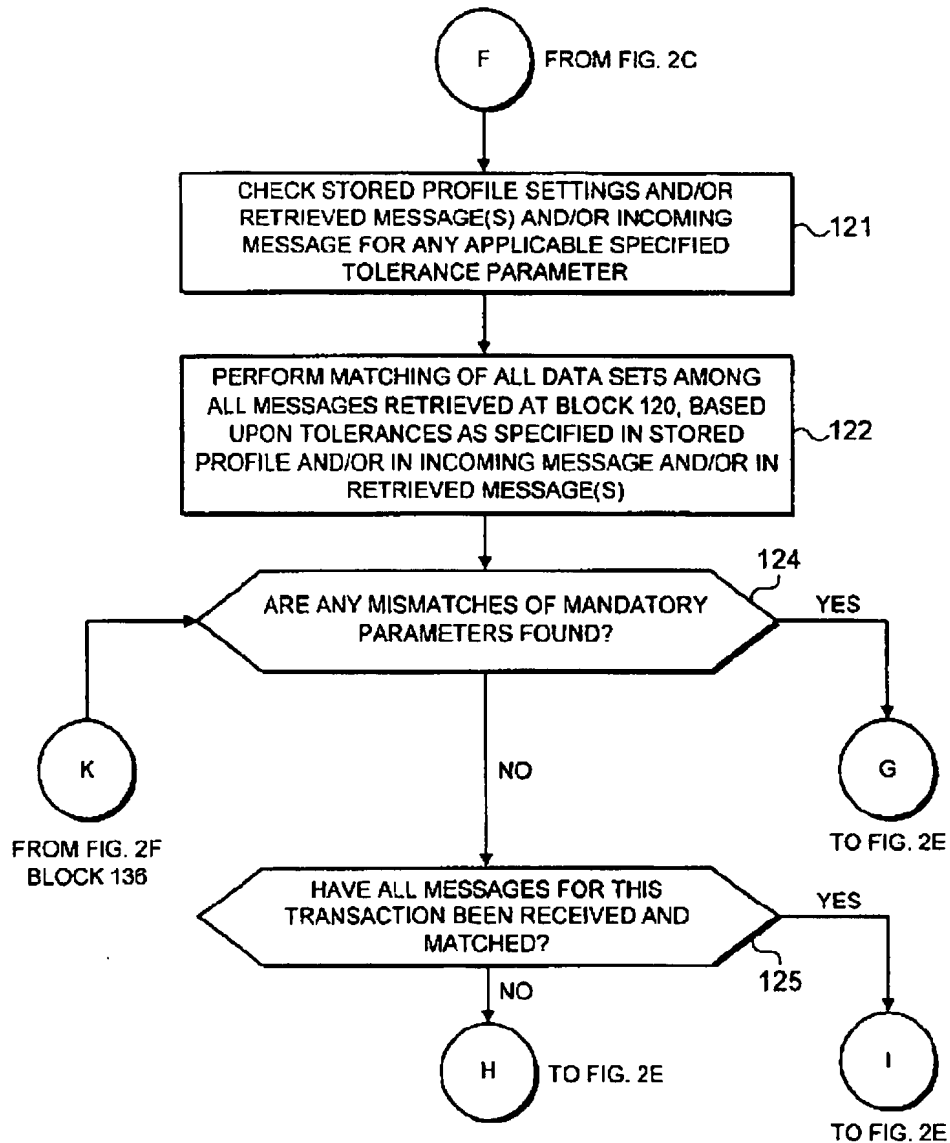 F
FROM FIG. 2C
CHECK STORED PROFILE SETTINGS AND/OR
RETRIEVED MESSAGE(S) AND/OR INCOMING
MESSAGE FOR ANY APPLICABLE SPECIFIED
TOLERANCE PARAMETER
121
PERFORM MATCHING OF ALL DATA SETS AMONG
ALL MESSAGES RETRIEVED AT BLOCK 120, BASED
UPON TOLERANCES AS SPECIFIED IN STORED
PROFILE AND/OR IN INCOMING MESSAGE AND/OR IN
RETRIEVED MESSAGE(S)
122
124
ARE ANY MISMATCHES OF MANDATORY
PARAMETERS FOUND?
YES
K
FROM FIG. 2F
BLOCK 136
NO
G
TO FIG. 2E
HAVE ALL MESSAGES FOR THIS
TRANSACTION BEEN RECEIVED AND
MATCHED?
YES
125
NO
H
TO FIG. 2E
I
TO FIG. 2E